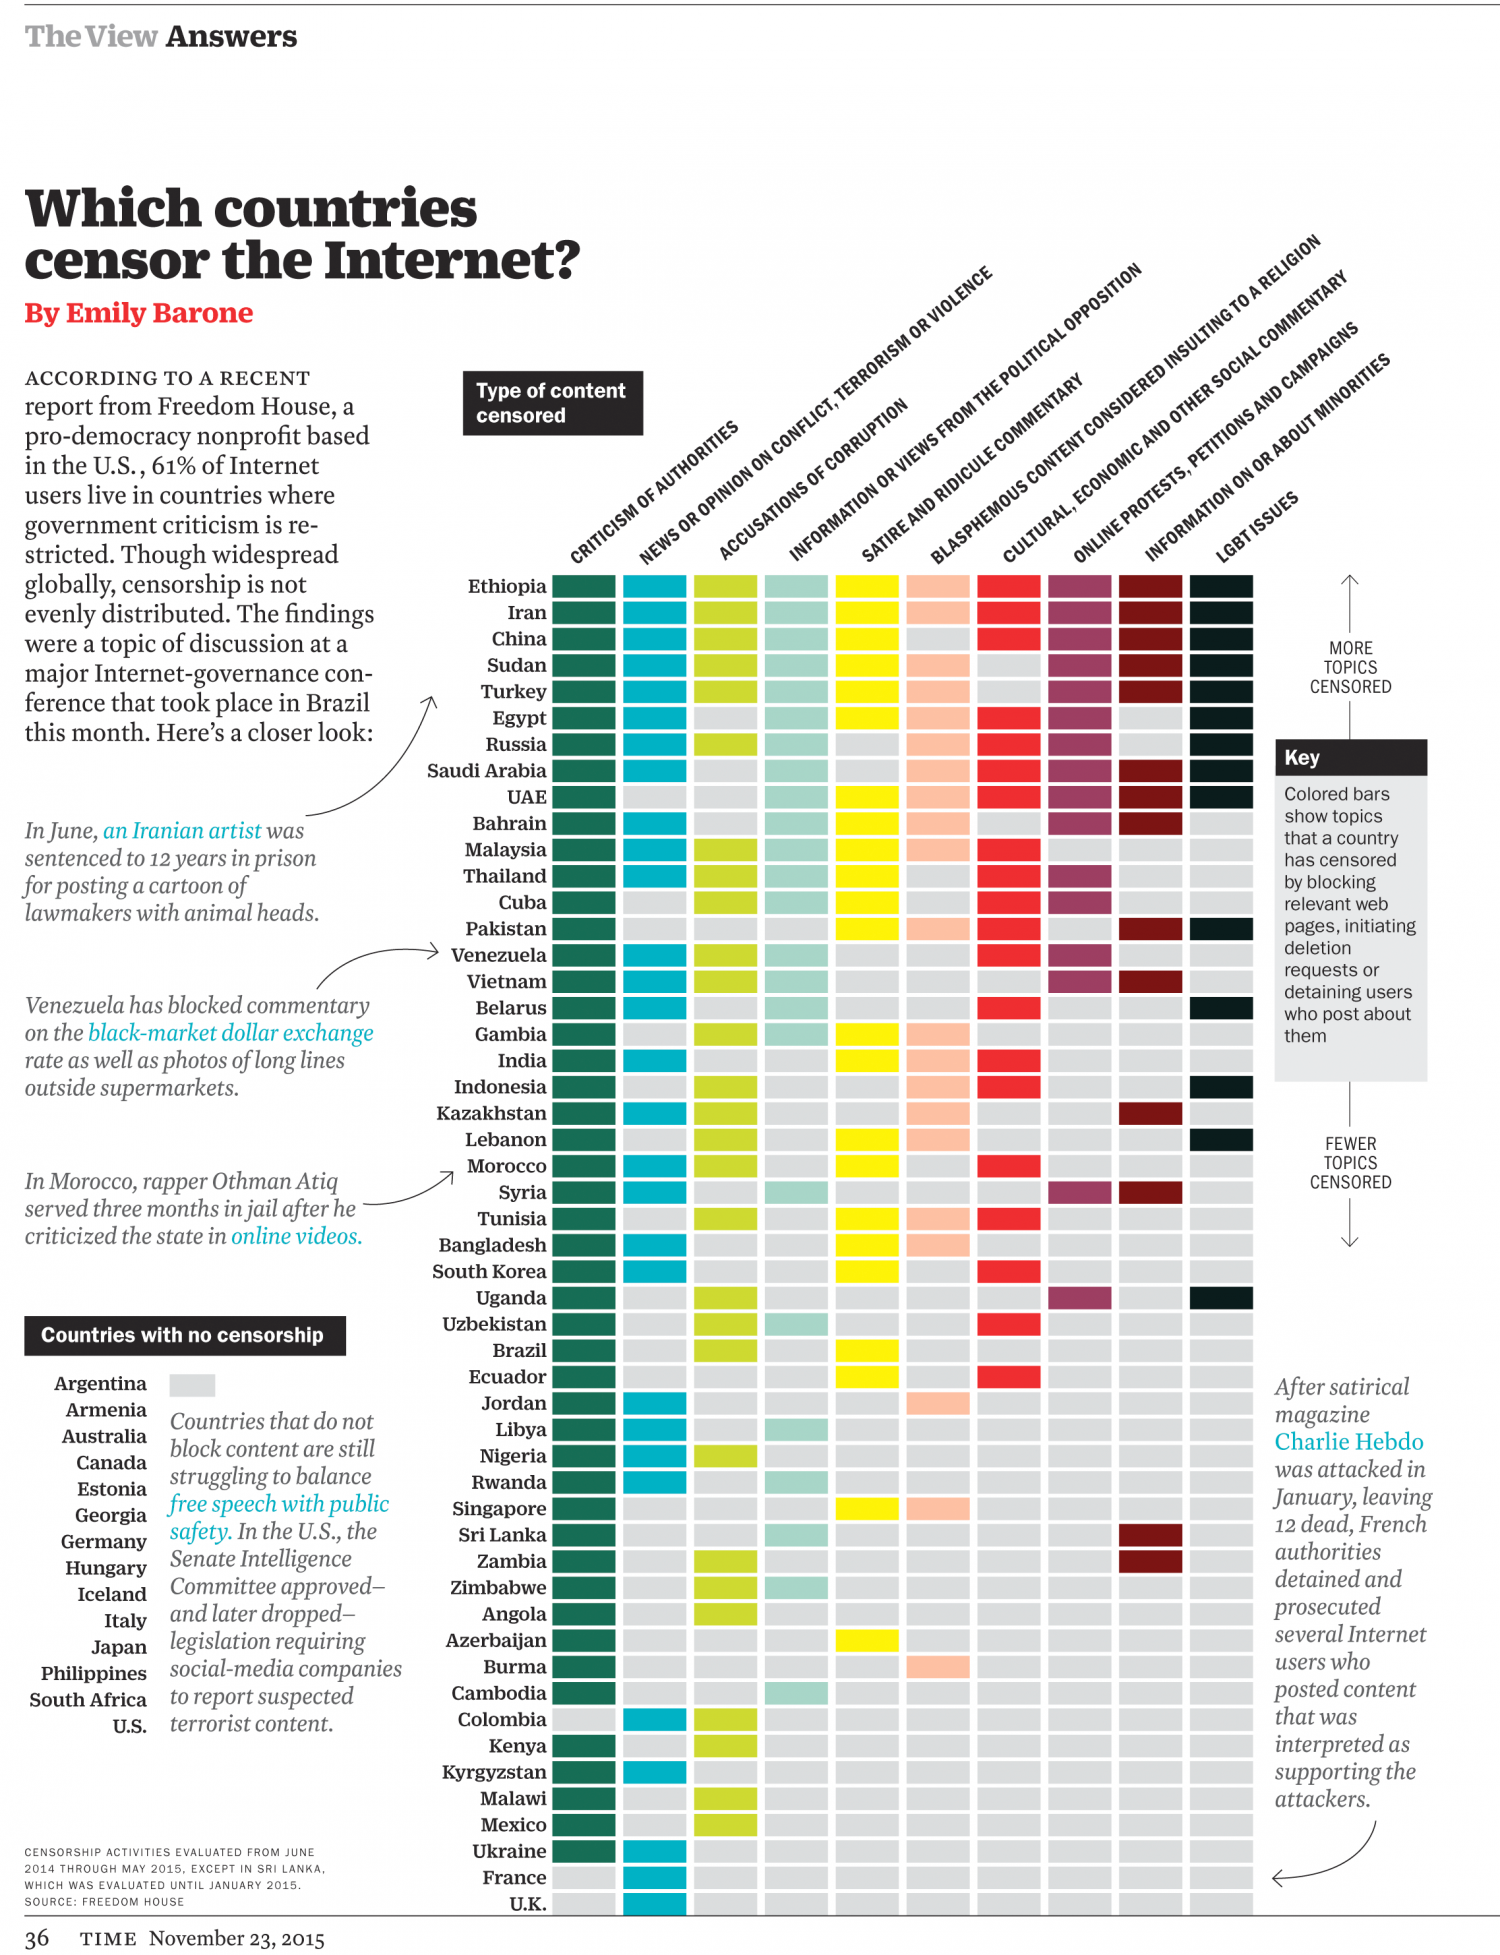 The View Answers
Which countries
censor the Internet?
By Emily Barone
ACCORDING TO A RECENT
report from Freedom House, a
pro-democracy nonprofit based
in the U.S., 61% of Internet
users live in countries where
government criticism is re-
stricted. Though widespread
globally, censorship is not
evenly distributed. The findings
were a topic of discussion at a
major Internet-governance con-
ference that took place in Brazil
this month. Here's a closer look:
In June, an Iranian artist was
sentenced to 12 years in prison
for posting a cartoon of
lawmakers with animal heads.
Venezuela has blocked commentary
on the black-market dollar exchange
rate as well as photos of long lines
outside supermarkets.
In Morocco, rapper Othman Atiq
served three months in jail after he
criticized the state in online videos.
Countries with no censorship
Argentina
Armenia
Australia
Canada
Estonia
Georgia
Germany
Hungary
Iceland
Italy
Japan
Philippines
South Africa
U.S.
Countries that do not
block content are still
struggling to balance
free speech with public
safety. In the U.S., the
Senate Intelligence
Committee approved–
and later dropped–
legislation requiring
social-media companies
to report suspected
terrorist content.
CENSORSHIP ACTIVITIES EVALUATED FROM JUNE
2014 THROUGH MAY 2015, EXCEPT IN SRI LANKA,
WHICH WAS EVALUATED UNTIL JANUARY 2015.
SOURCE: FREEDOM HOUSE
Type of content
censored
CRITICISM OF AUTHORITIES
NEWS OR OPINION ON CONFLICT, TERRORISM OR VIOLENCE
ACCUSATIONS OF CORRUPTION
INFORMATION OR VIEWS FROM THE POLITICAL OPPOSITION
SATIRE AND RIDICULE COMMENTARY
BLASPHEMOUS CONTENT CONSIDERED INSULTING TO A RELIGION
CULTURAL, ECONOMIC AND OTHER SOCIAL COMMENTARY
ONLINE PROTESTS, PETITIONS AND CAMPAIGNS
INFORMATION ON OR ABOUT MINORITIES
LGBT ISSUES
Ethiopia
Iran
China
Sudan
Turkey
Egypt
Russia
Saudi Arabia
UAE
Bahrain
Malaysia
Thailand
Cuba
Pakistan
Venezuela
Vietnam
Belarus
Gambia
India
Indonesia
Kazakhstan
Lebanon
Morocco
Syria
Tunisia
Bangladesh
South Korea
Uganda
Uzbekistan
Brazil
Ecuador
Jordan
Libya
Nigeria
Rwanda
Singapore
Sri Lanka
Zambia
Zimbabwe
Angola
Azerbaijan
Burma
Cambodia
Colombia
Kenya
Kyrgyzstan
Malawi
Mexico
Ukraine
France
U.K.
MORE
TOPICS
CENSORED
Key
Colored bars
show topics
that a country
has censored
by blocking
relevant web
pages, initiating
deletion
requests or
detaining users
who post about
them
FEWER
TOPICS
CENSORED
After satirical
magazine
Charlie Hebdo
was attacked in
January, leaving
12 dead, French
authorities
detained and
prosecuted
several Internet
users who
posted content
that was
interpreted as
supporting the
attackers.
36 TIME November 23, 2015